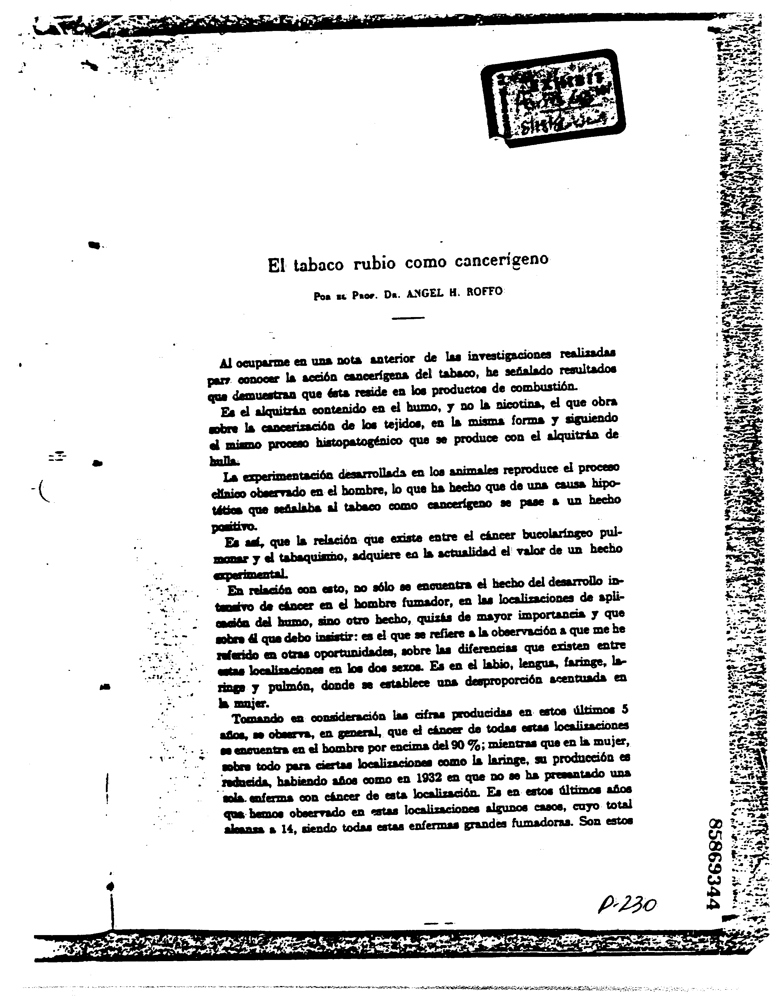 EXHIBIT
El tabaco rubio como cancerígeno
POR EL PROF. DR. ANGEL H. ROFFO
Al ocuparme en una nota anterior de las investigaciones realizadas
parr conocer la acción cancerígena del tabaco, he señalado resultados
que demuestran que ésta reside en los productos de combustión.
Es el alquitrán contenido en el humo, y no la nicotina, el que obra
sobre la cancerización de los tejidos, en la misma forma y siguiendo
el mismo proceso histopatogénico que se produce con el alquitrán de
hulla.
La experimentación desarrollada en los animales reproduce el proceso
clínico observado en el hombre, lo que ha hecho que de una causa hipo-
tética que señalaba al tabaco como cancerígeno se pase a un hecho
positivo.
Es así, que la relación que existe entre el cáncer bucolaríngeo pul-
monar y el tabaquismo, adquiere en la actualidad el valor de un hecho
experimental.
En relación con esto, no sólo se encuentra el hecho del desarrollo in-
tensivo de cáncer en el hombre fumador, en las localizaciones de apli-
cación del humo, sino otro hecho, quizás de mayor importancia y que
sobre él que debo insistir: es el que se refiere a la observación a que me he
referido en otras oportunidades, sobre las diferencias que existen entre
estas localizaciones en los dos sexos. Es en el labio, lengua, faringe, la-
ringe y pulmón, donde se establece una desproporción acentuada en
la mujer.
Tomando en consideración las cifras producidas en estos últimos 5
años, se observa, en general, que el cáncer de todas estas localizaciones
se encuentra en el hombre por encima del 90 %; mientras que en la mujer,
sobre todo para ciertas localizaciones como la laringe, su producción es
reducida, habiendo años como en 1932 en que no se ha presentado una
sola enferma con cáncer de esta localización. Es en estos últimos años
que hemos observado en estas localizaciones algunos casos, cuyo total
alcanza a 14, siendo todas estas enfermas grandes fumadoras. Son estos
85869344
P-230